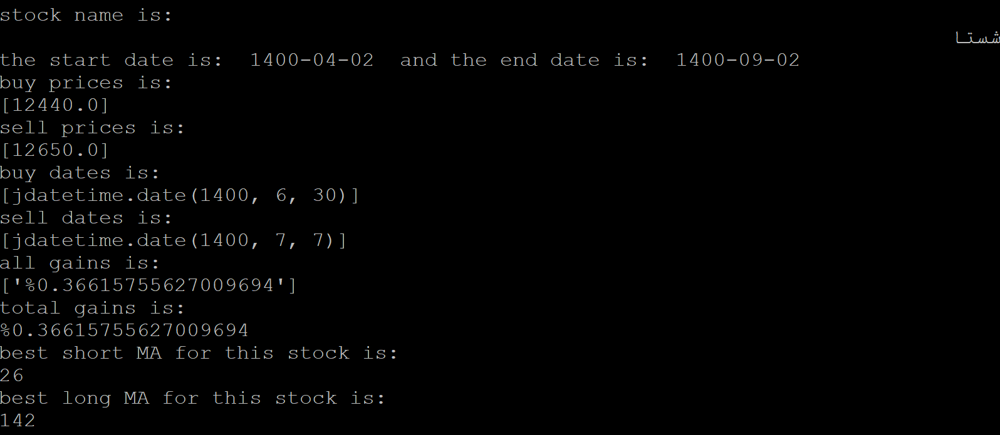 stock name is:
شستا
the start date is:  1400-04-02  and the end date is:  1400-09-02
buy prices is:
[12440.0]
sell prices is:
[12650.0]
buy dates is:
[jdatetime.date(1400, 6, 30)]
sell dates is:
[jdatetime.date(1400, 7, 7)]
all gains is:
['%0.36615755627009694']
total gains is:
%0.36615755627009694
best short MA for this stock is:
26
best long MA for this stock is:
142